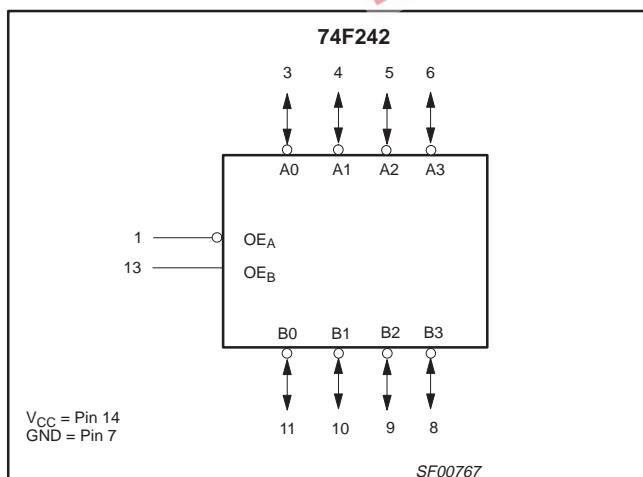 74F242
3 4 5 6
A0 A1 A2 A3
1 OEA
13 OEB
B0 B1 B2 B3
11 10 9 8
VCC = Pin 14
GND = Pin 7
SF00767